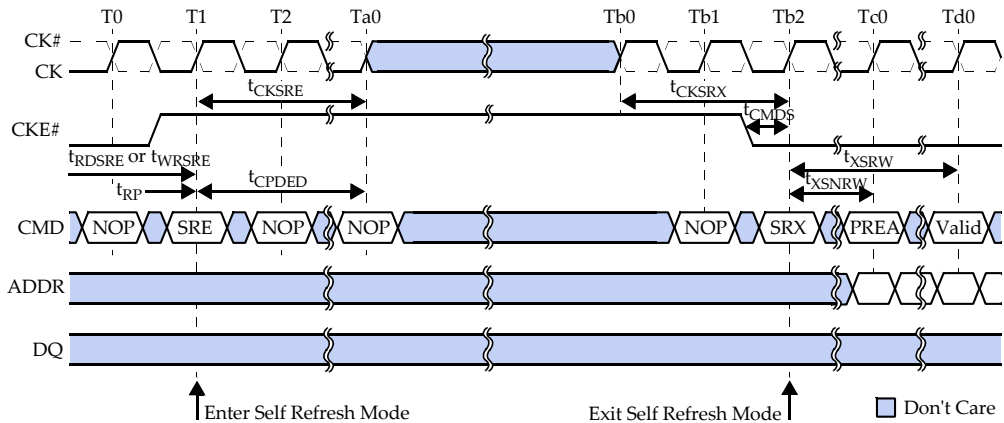 T0 T1 T2 Ta0 Tb0 Tb1 Tb2 Tc0 Td0
CK#
CK
tCKSRE tCKSRX
tCMDS
CKE#
tRDSRE or tWRSRE tXSRW
tRP tCPDED tXSNRW
CMD NOP SRE NOP NOP NOP SRX PREA Valid
ADDR
DQ
Enter Self Refresh Mode Exit Self Refresh Mode Don't Care